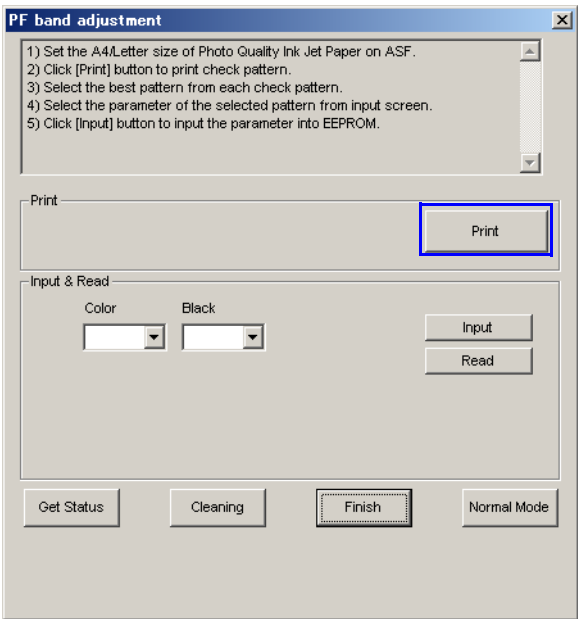 PF band adjustment
1) Set the A4/Letter size of Photo Quality Ink Jet Paper on ASF.
2) Click [Print] button to print check pattern.
3) Select the best pattern from each check pattern.
4) Select the parameter of the selected pattern from input screen.
5) Click [Input] button to input the parameter into EEPROM.
Print
Print
Input & Read
Color Black
Input
Read
Get Status Cleaning Finish Normal Mode